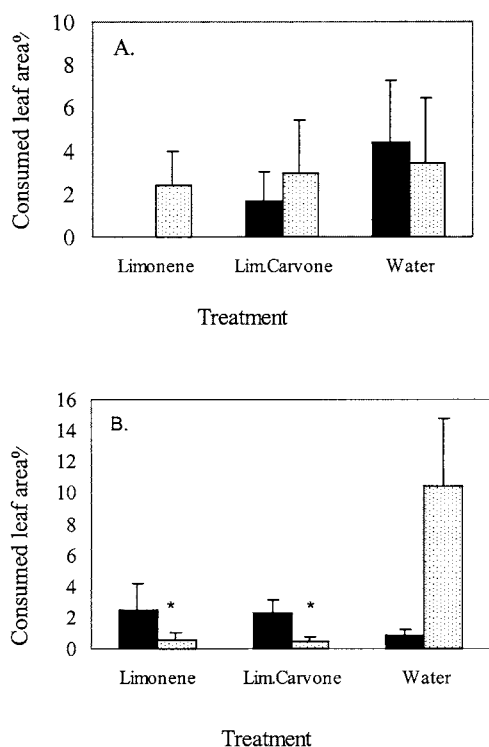 Consumed leaf area%
10
8
6
4
2
0
A.
Limonene Lim.Carvone Water
Treatment
Consumed leaf area%
16
14
12
10
8
6
4
2
0
B.
* *
Limonene Lim.Carvone Water
Treatment